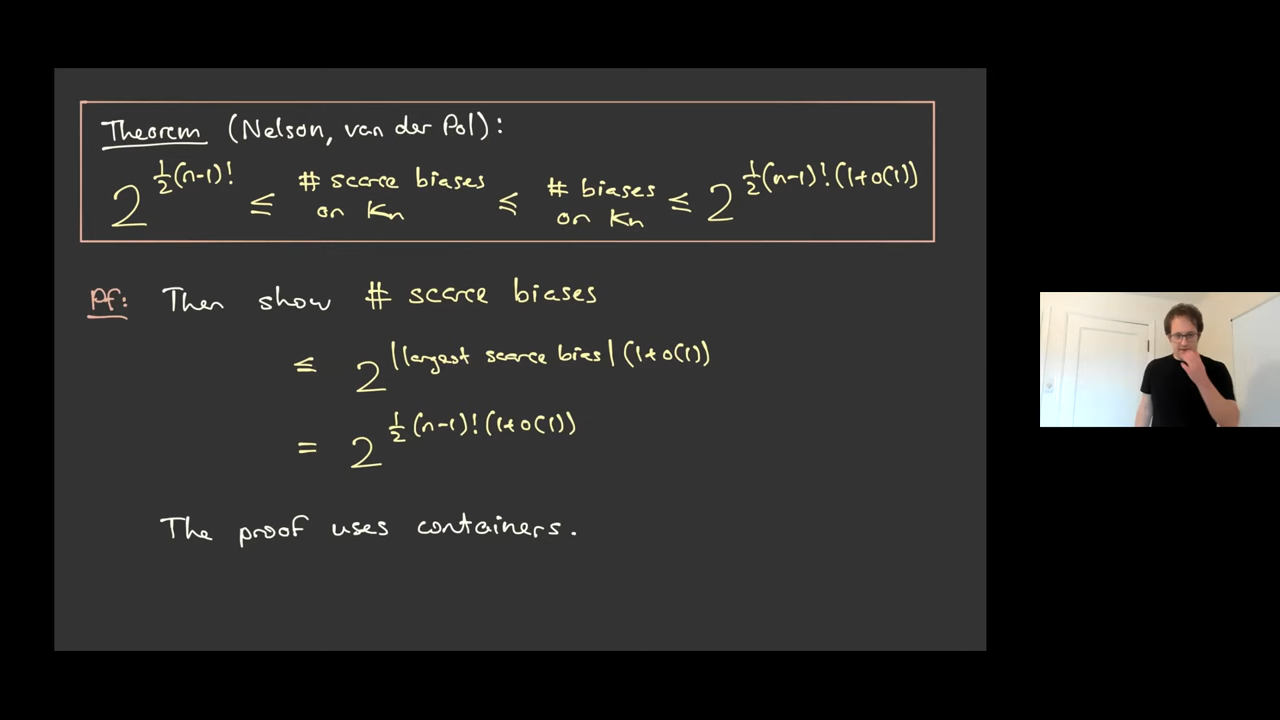 Theorem (Nelson, van der Pol):
2^{½(n-1)!} ≤ # scarce biases on Kn ≤ # biases on Kn ≤ 2^{½(n-1)!(1+o(1))}
Pf: Then show # scarce biases
≤ 2^{|largest scarce bias|(1+o(1))}
= 2^{½(n-1)!(1+o(1))}
The proof uses containers.